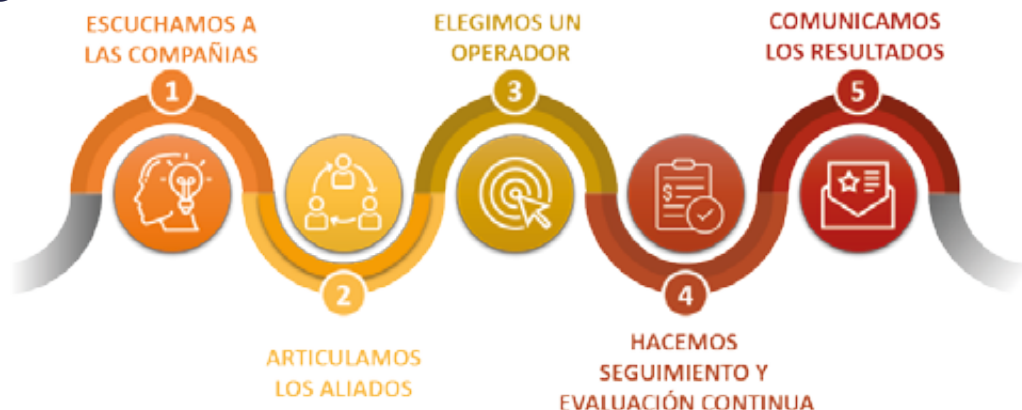 ESCUCHAMOS A
LAS COMPAÑIAS
1
ARTICULAMOS
LOS ALIADOS
2
ELEGIMOS UN
OPERADOR
3
$
HACEMOS
SEGUIMIENTO Y
EVALUACIÓN CONTINUA
4
COMUNICAMOS
LOS RESULTADOS
5